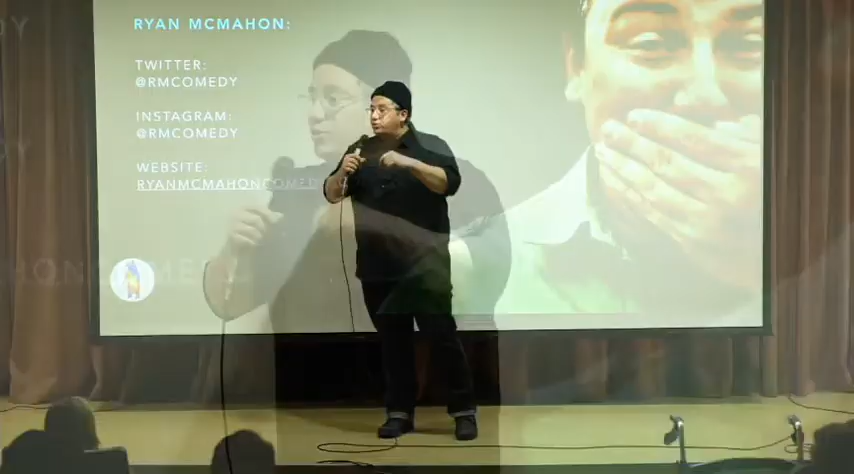 RYAN MCMAHON:
TWITTER:
@RMCOMEDY
INSTAGRAM:
@RMCOMEDY
WEBSITE: